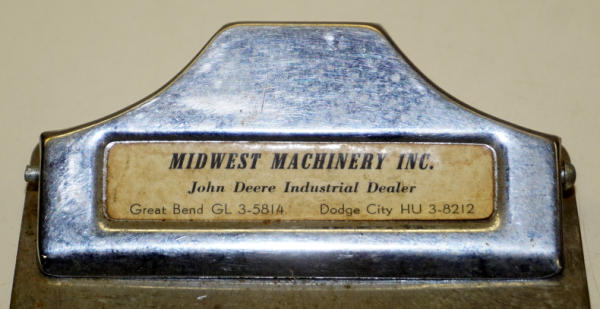 MIDWEST MACHINERY INC.
John Deere Industrial Dealer
Great Bend GL 3-5814 Dodge City HU 3-8212